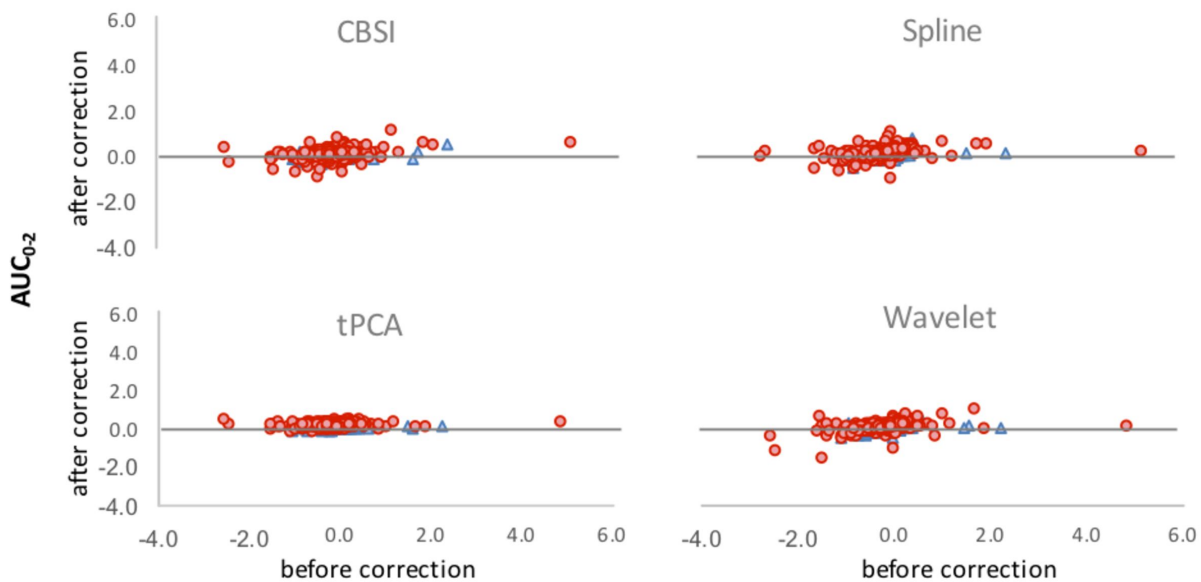 CBSI
Spline
6.0
4.0
2.0
0.0
-2.0
-4.0
after correction
AUC0-2
tPCA
Wavelet
6.0
4.0
2.0
0.0
-2.0
-4.0
after correction
-4.0 -2.0 0.0 2.0 4.0 6.0
-4.0 -2.0 0.0 2.0 4.0 6.0
before correction
before correction